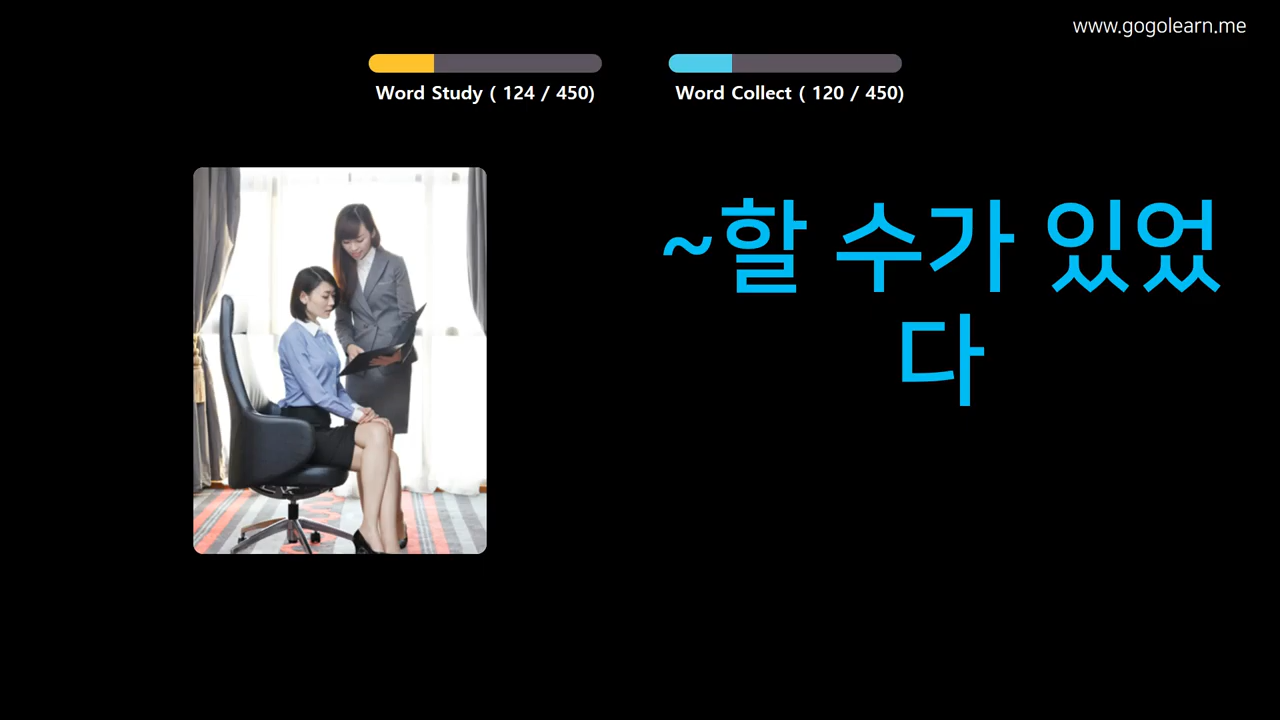 www.gogolearn.me
Word Study ( 124 / 450)
Word Collect ( 120 / 450)
~할 수가 있었
다